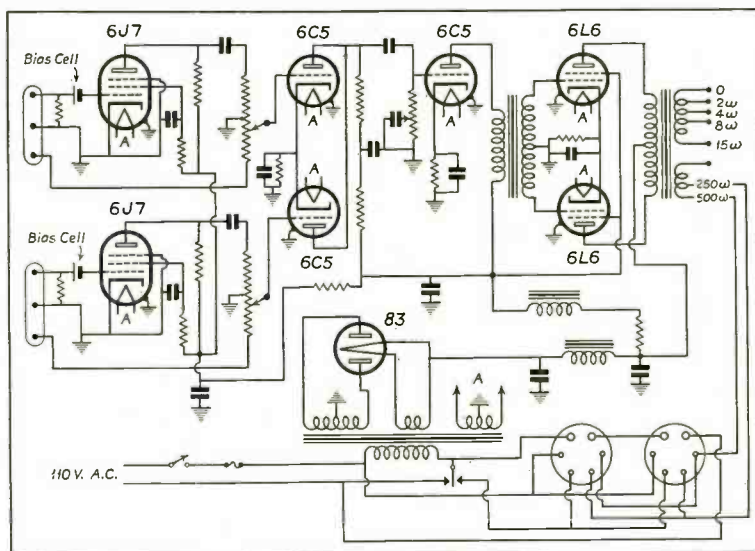 6J7
6C5
6C5
6L6
Bias Cell
A
A
A
0
2ω
4ω
8ω
15ω
A
A
250ω
500ω
6J7
6C5
6L6
Bias Cell
A
83
A
110 V. A.C.